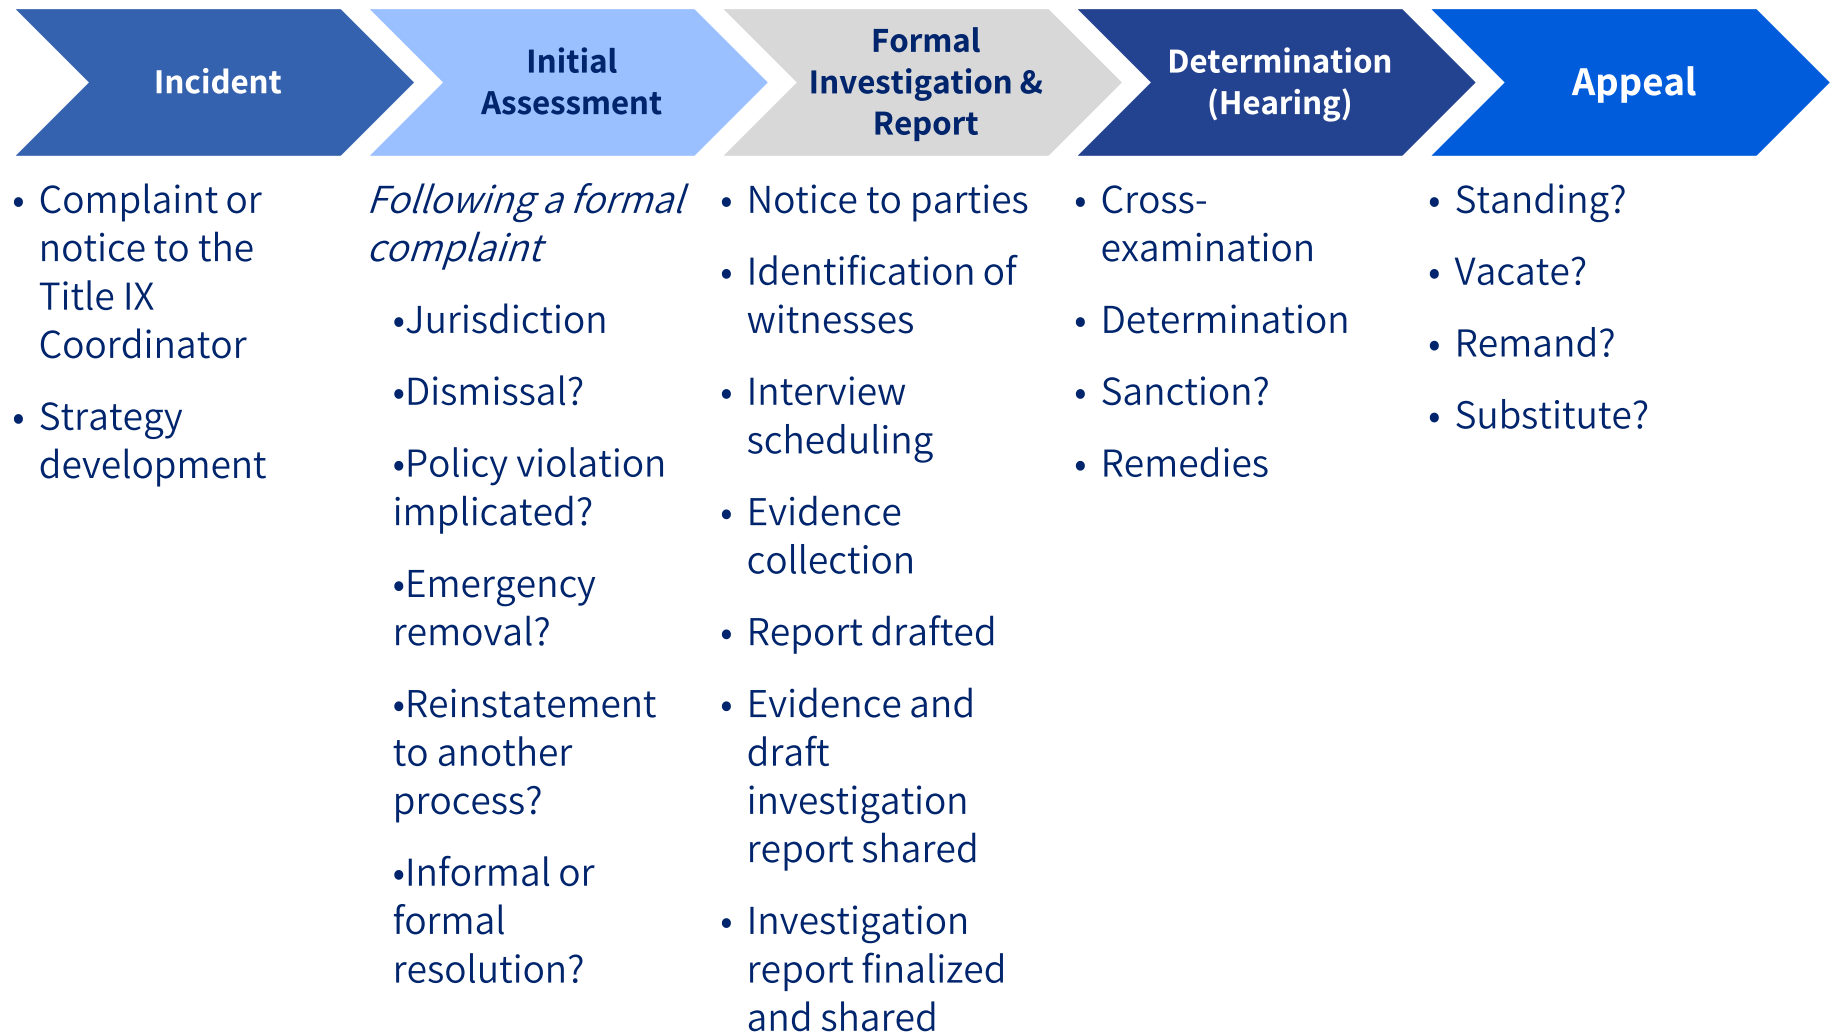 Incident
Initial
Assessment
Formal
Investigation &
Report
Determination
(Hearing)
Appeal
• Complaint or
notice to the
Title IX
Coordinator
• Strategy
development
Following a formal
complaint
•Jurisdiction
•Dismissal?
•Policy violation
implicated?
•Emergency
removal?
•Reinstatement
to another
process?
•Informal or
formal
resolution?
• Notice to parties
• Identification of
witnesses
• Interview
scheduling
• Evidence
collection
• Report drafted
• Evidence and
draft
investigation
report shared
• Investigation
report finalized
and shared
• Cross-
examination
• Determination
• Sanction?
• Remedies
• Standing?
• Vacate?
• Remand?
• Substitute?